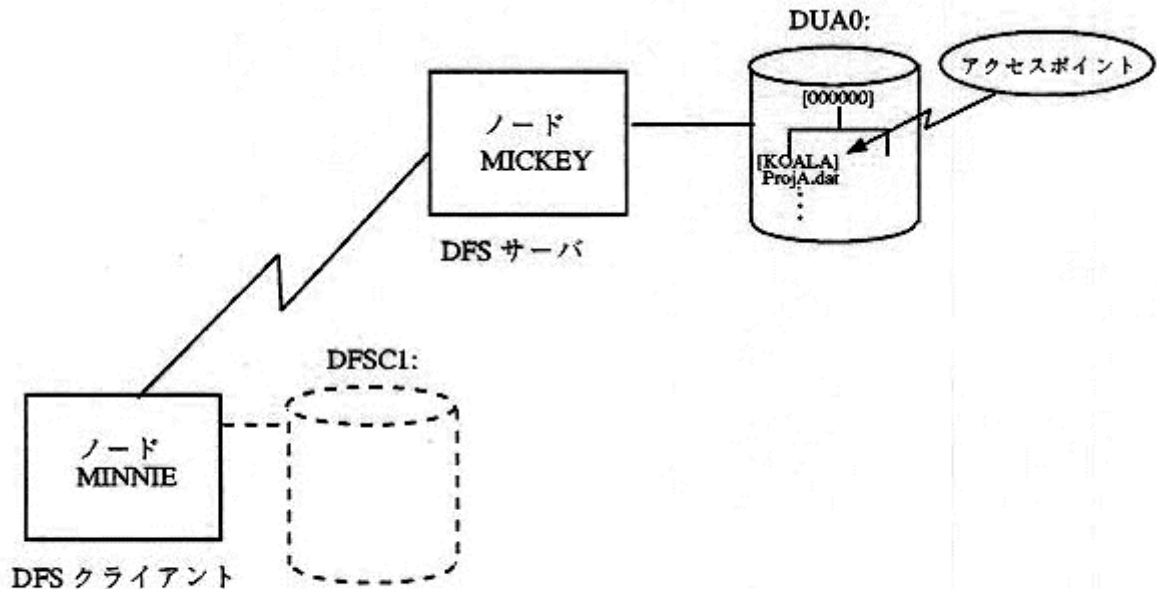 DUA0:
アクセスポイント
[000000]
ノード
MICKEY
[KOALA]
ProjA.dat
DFS サーバ
DFSC1:
ノード
MINNIE
DFS クライアント